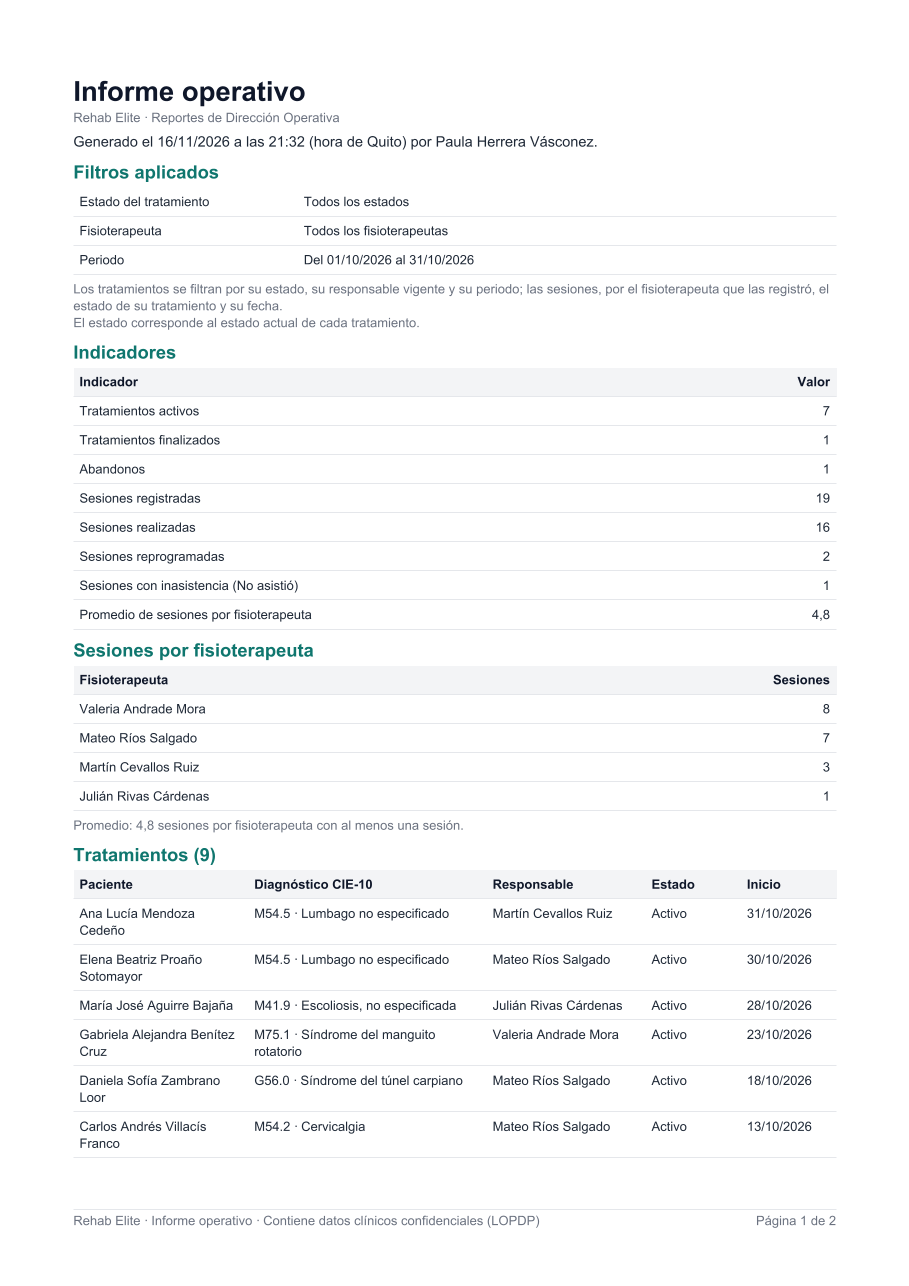 Informe operativo
Rehab Elite · Reportes de Dirección Operativa
Generado el 16/11/2026 a las 21:32 (hora de Quito) por Paula Herrera Vásconez.
Filtros aplicados
Estado del tratamiento Todos los estados
Fisioterapeuta Todos los fisioterapeutas
Periodo Del 01/10/2026 al 31/10/2026
Los tratamientos se filtran por su estado, su responsable vigente y su periodo; las sesiones, por el fisioterapeuta que las registró, el
estado de su tratamiento y su fecha.
El estado corresponde al estado actual de cada tratamiento.
Indicadores
Indicador Valor
Tratamientos activos 7
Tratamientos finalizados 1
Abandonos 1
Sesiones registradas 19
Sesiones realizadas 16
Sesiones reprogramadas 2
Sesiones con inasistencia (No asistió) 1
Promedio de sesiones por fisioterapeuta 4,8
Sesiones por fisioterapeuta
Fisioterapeuta Sesiones
Valeria Andrade Mora 8
Mateo Ríos Salgado 7
Martín Cevallos Ruiz 3
Julián Rivas Cárdenas 1
Promedio: 4,8 sesiones por fisioterapeuta con al menos una sesión.
Tratamientos (9)
Paciente Diagnóstico CIE-10 Responsable Estado Inicio
Ana Lucía Mendoza M54.5 · Lumbago no especificado Martín Cevallos Ruiz Activo 31/10/2026
Cedeño
Elena Beatriz Proaño M54.5 · Lumbago no especificado Mateo Ríos Salgado Activo 30/10/2026
Sotomayor
María José Aguirre Bajaña M41.9 · Escoliosis, no especificada Julián Rivas Cárdenas Activo 28/10/2026
Gabriela Alejandra Benítez M75.1 · Síndrome del manguito Valeria Andrade Mora Activo 23/10/2026
Cruz rotatorio
Daniela Sofía Zambrano G56.0 · Síndrome del túnel carpiano Mateo Ríos Salgado Activo 18/10/2026
Loor
Carlos Andrés Villacís M54.2 · Cervicalgia Mateo Ríos Salgado Activo 13/10/2026
Franco
Rehab Elite · Informe operativo · Contiene datos clínicos confidenciales (LOPDP) Página 1 de 2